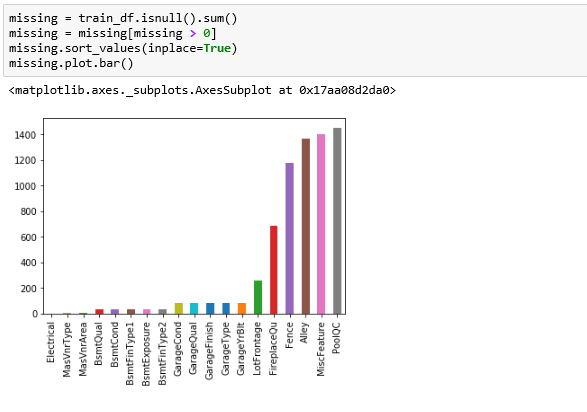 missing = train_df.isnull().sum()
missing = missing[missing > 0]
missing.sort_values(inplace=True)
missing.plot.bar()
<matplotlib.axes._subplots.AxesSubplot at 0x17aa08d2da0>
1400
1200
1000
800
600
400
200
0
Electrical
MasVnrType
MasVnrArea
BsmtQual
BsmtCond
BsmtFinType1
BsmtExposure
BsmtFinType2
GarageCond
GarageQual
GarageFinish
GarageType
GarageYrBlt
LotFrontage
FireplaceQu
Fence
Alley
MiscFeature
PoolQC